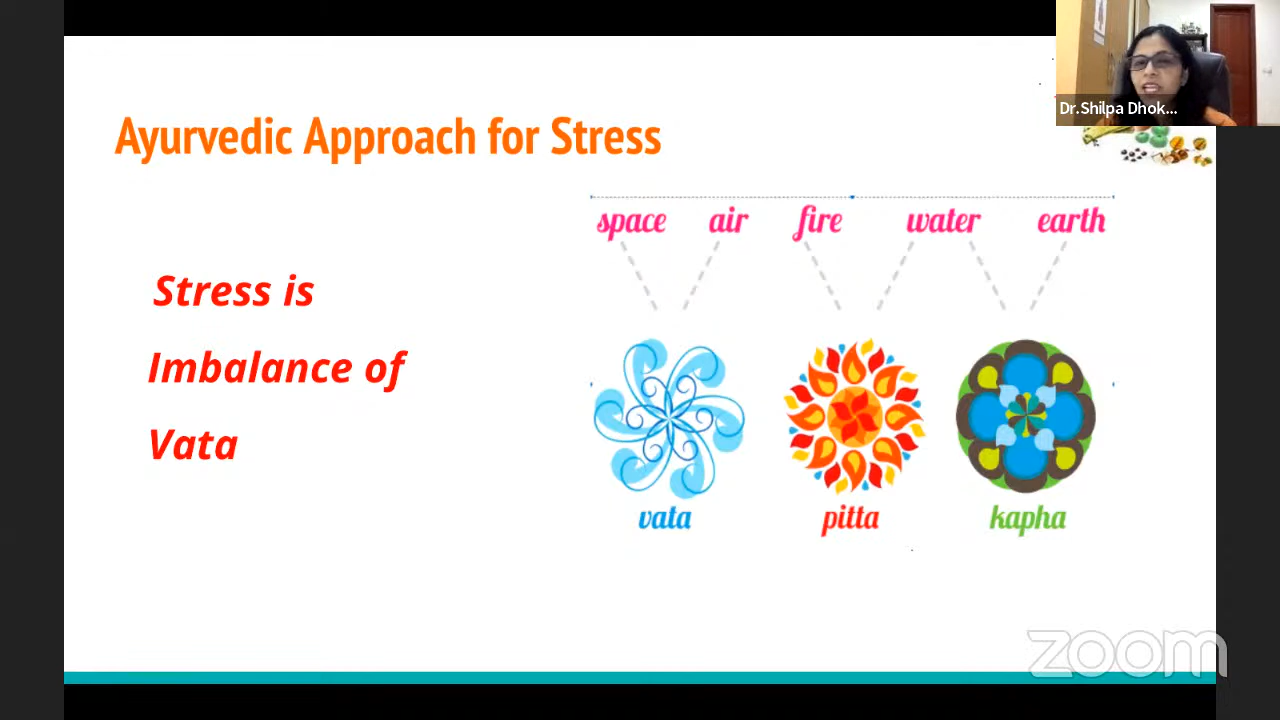 Dr.Shilpa Dhok...
Ayurvedic Approach for Stress
space air fire water earth
Stress is
Imbalance of
Vata
vata pitta kapha
zoom